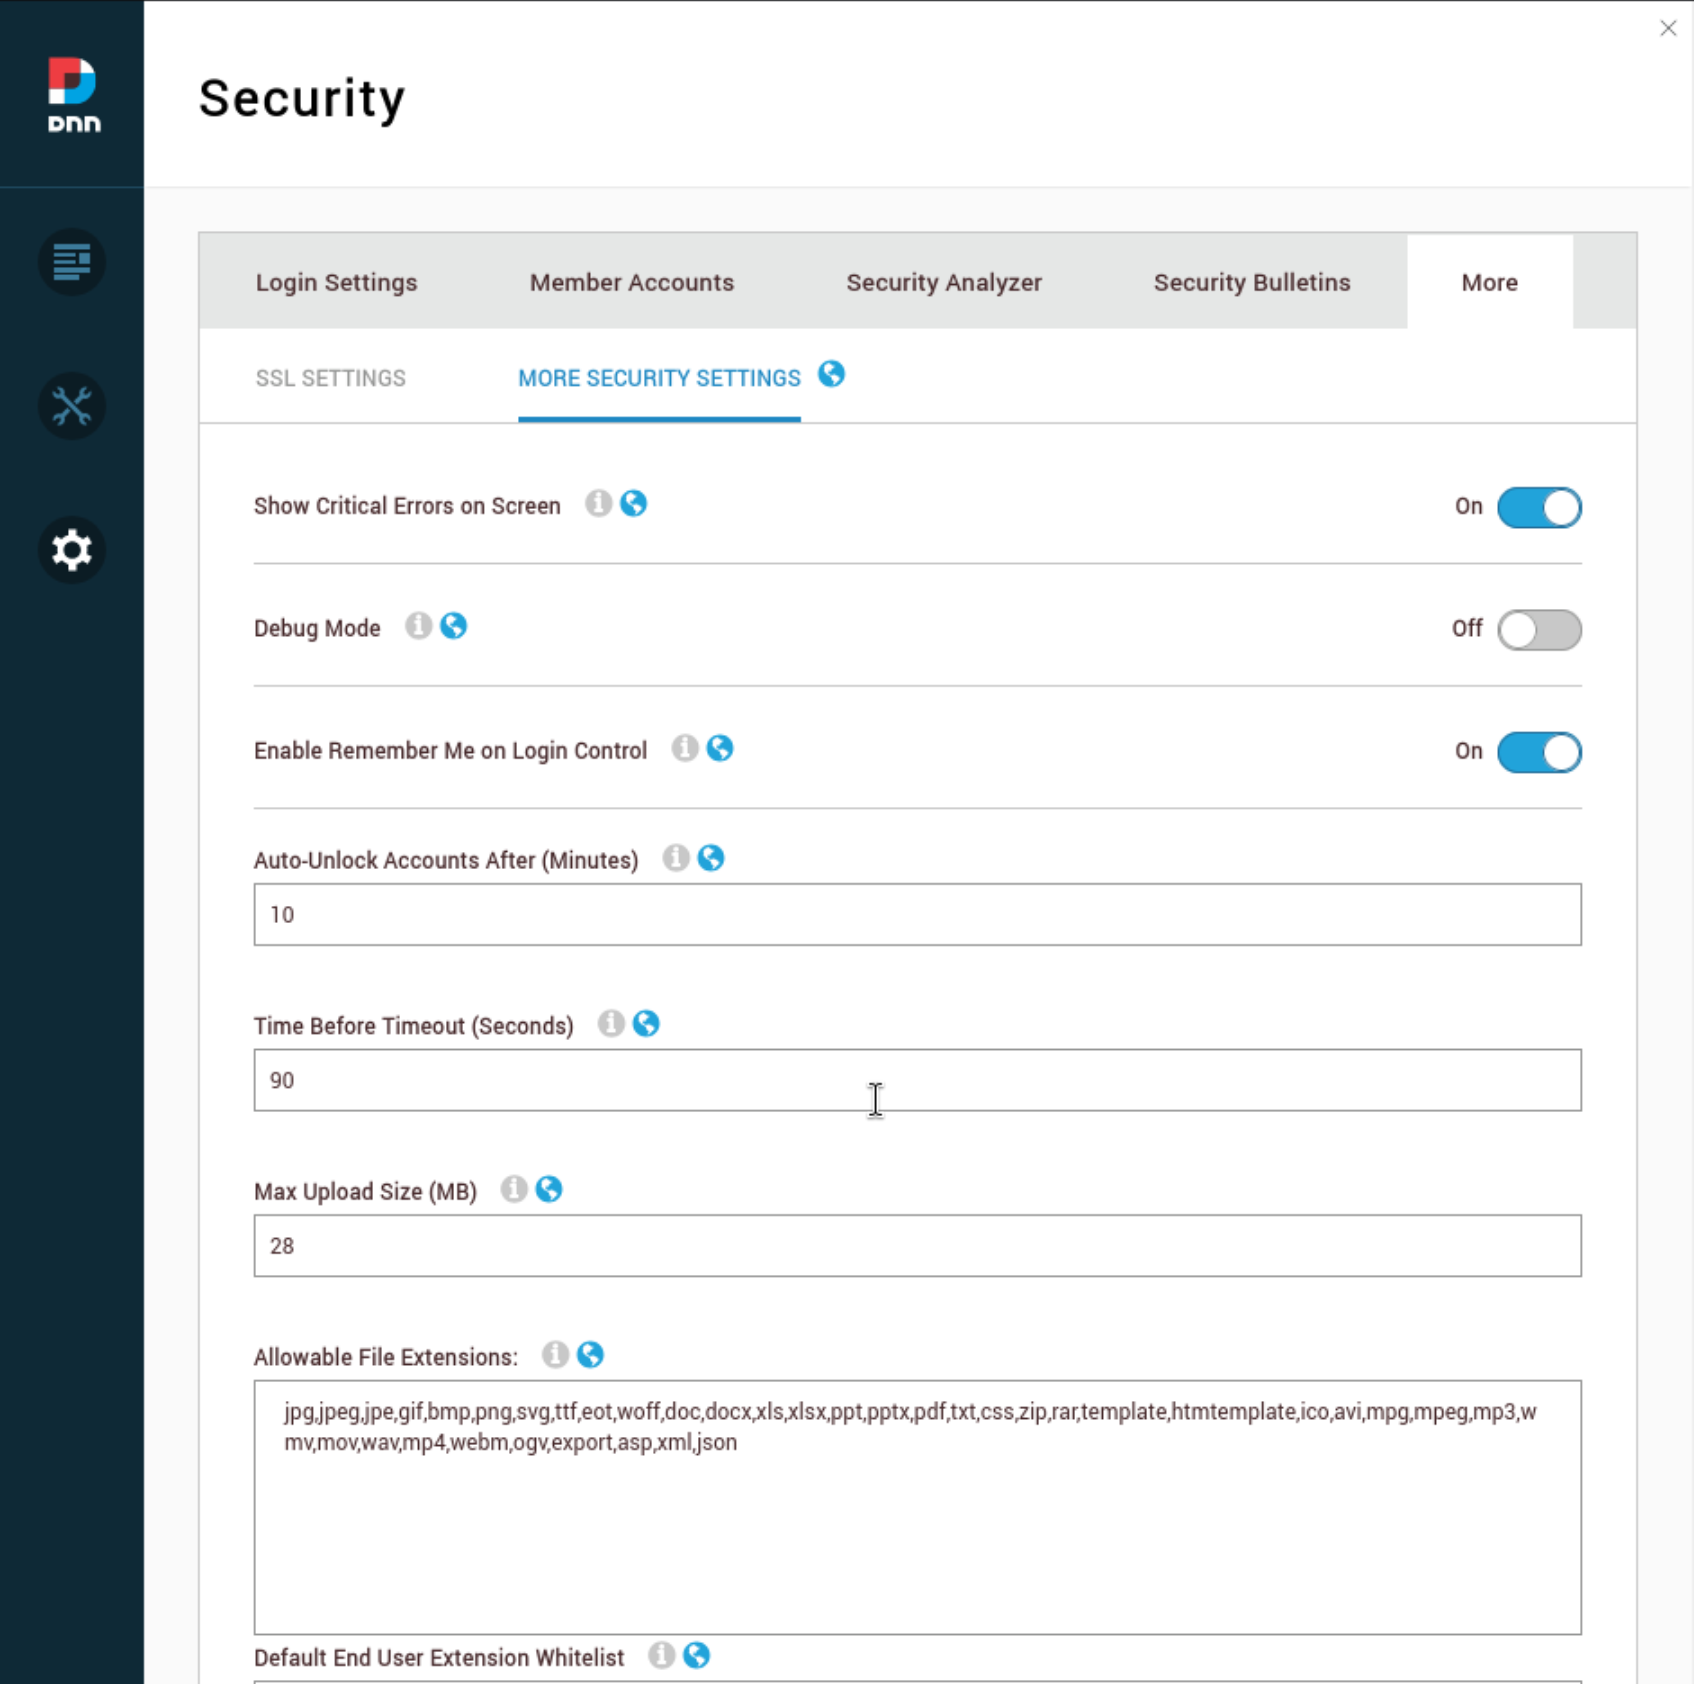 DNN
Security
Login Settings
Member Accounts
Security Analyzer
Security Bulletins
More
SSL SETTINGS
MORE SECURITY SETTINGS
Show Critical Errors on Screen
On
Debug Mode
Off
Enable Remember Me on Login Control
On
Auto-Unlock Accounts After (Minutes)
10
Time Before Timeout (Seconds)
90
Max Upload Size (MB)
28
Allowable File Extensions:
jpg,jpeg,jpe,gif,bmp,png,svg,ttf,eot,woff,doc,docx,xls,xlsx,ppt,pptx,pdf,txt,css,zip,rar,template,htmtemplate,ico,avi,mpg,mpeg,mp3,w
mv,mov,wav,mp4,webm,ogv,export,asp,xml,json
Default End User Extension Whitelist